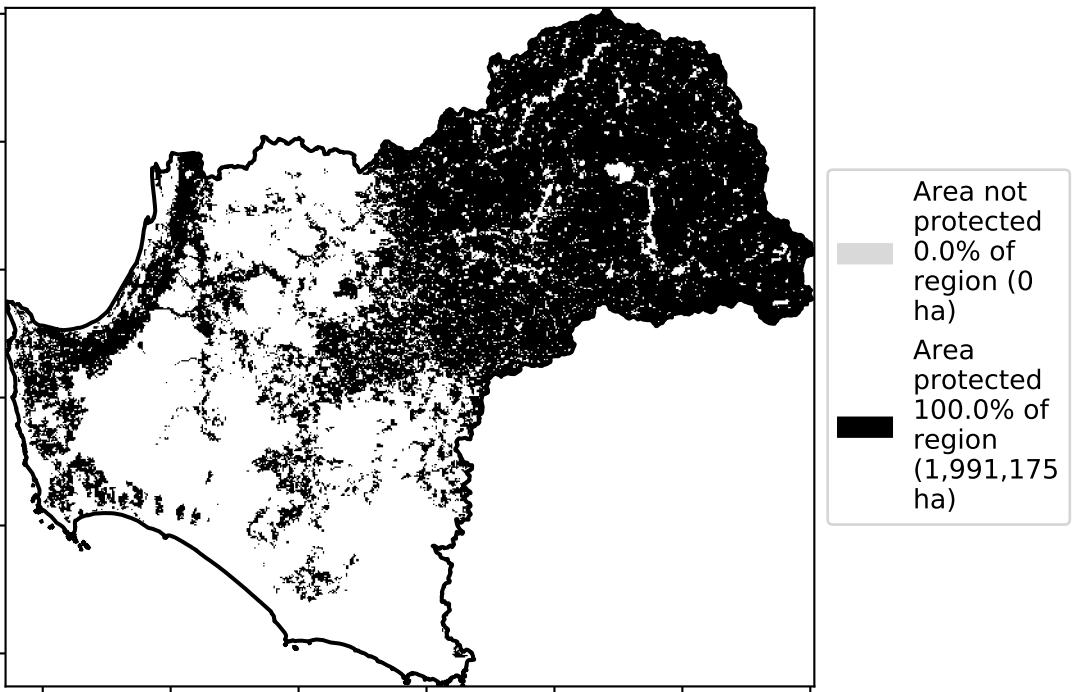 Area not
protected
0.0% of
region (0
ha)
Area
protected
100.0% of
region
(1,991,175
ha)